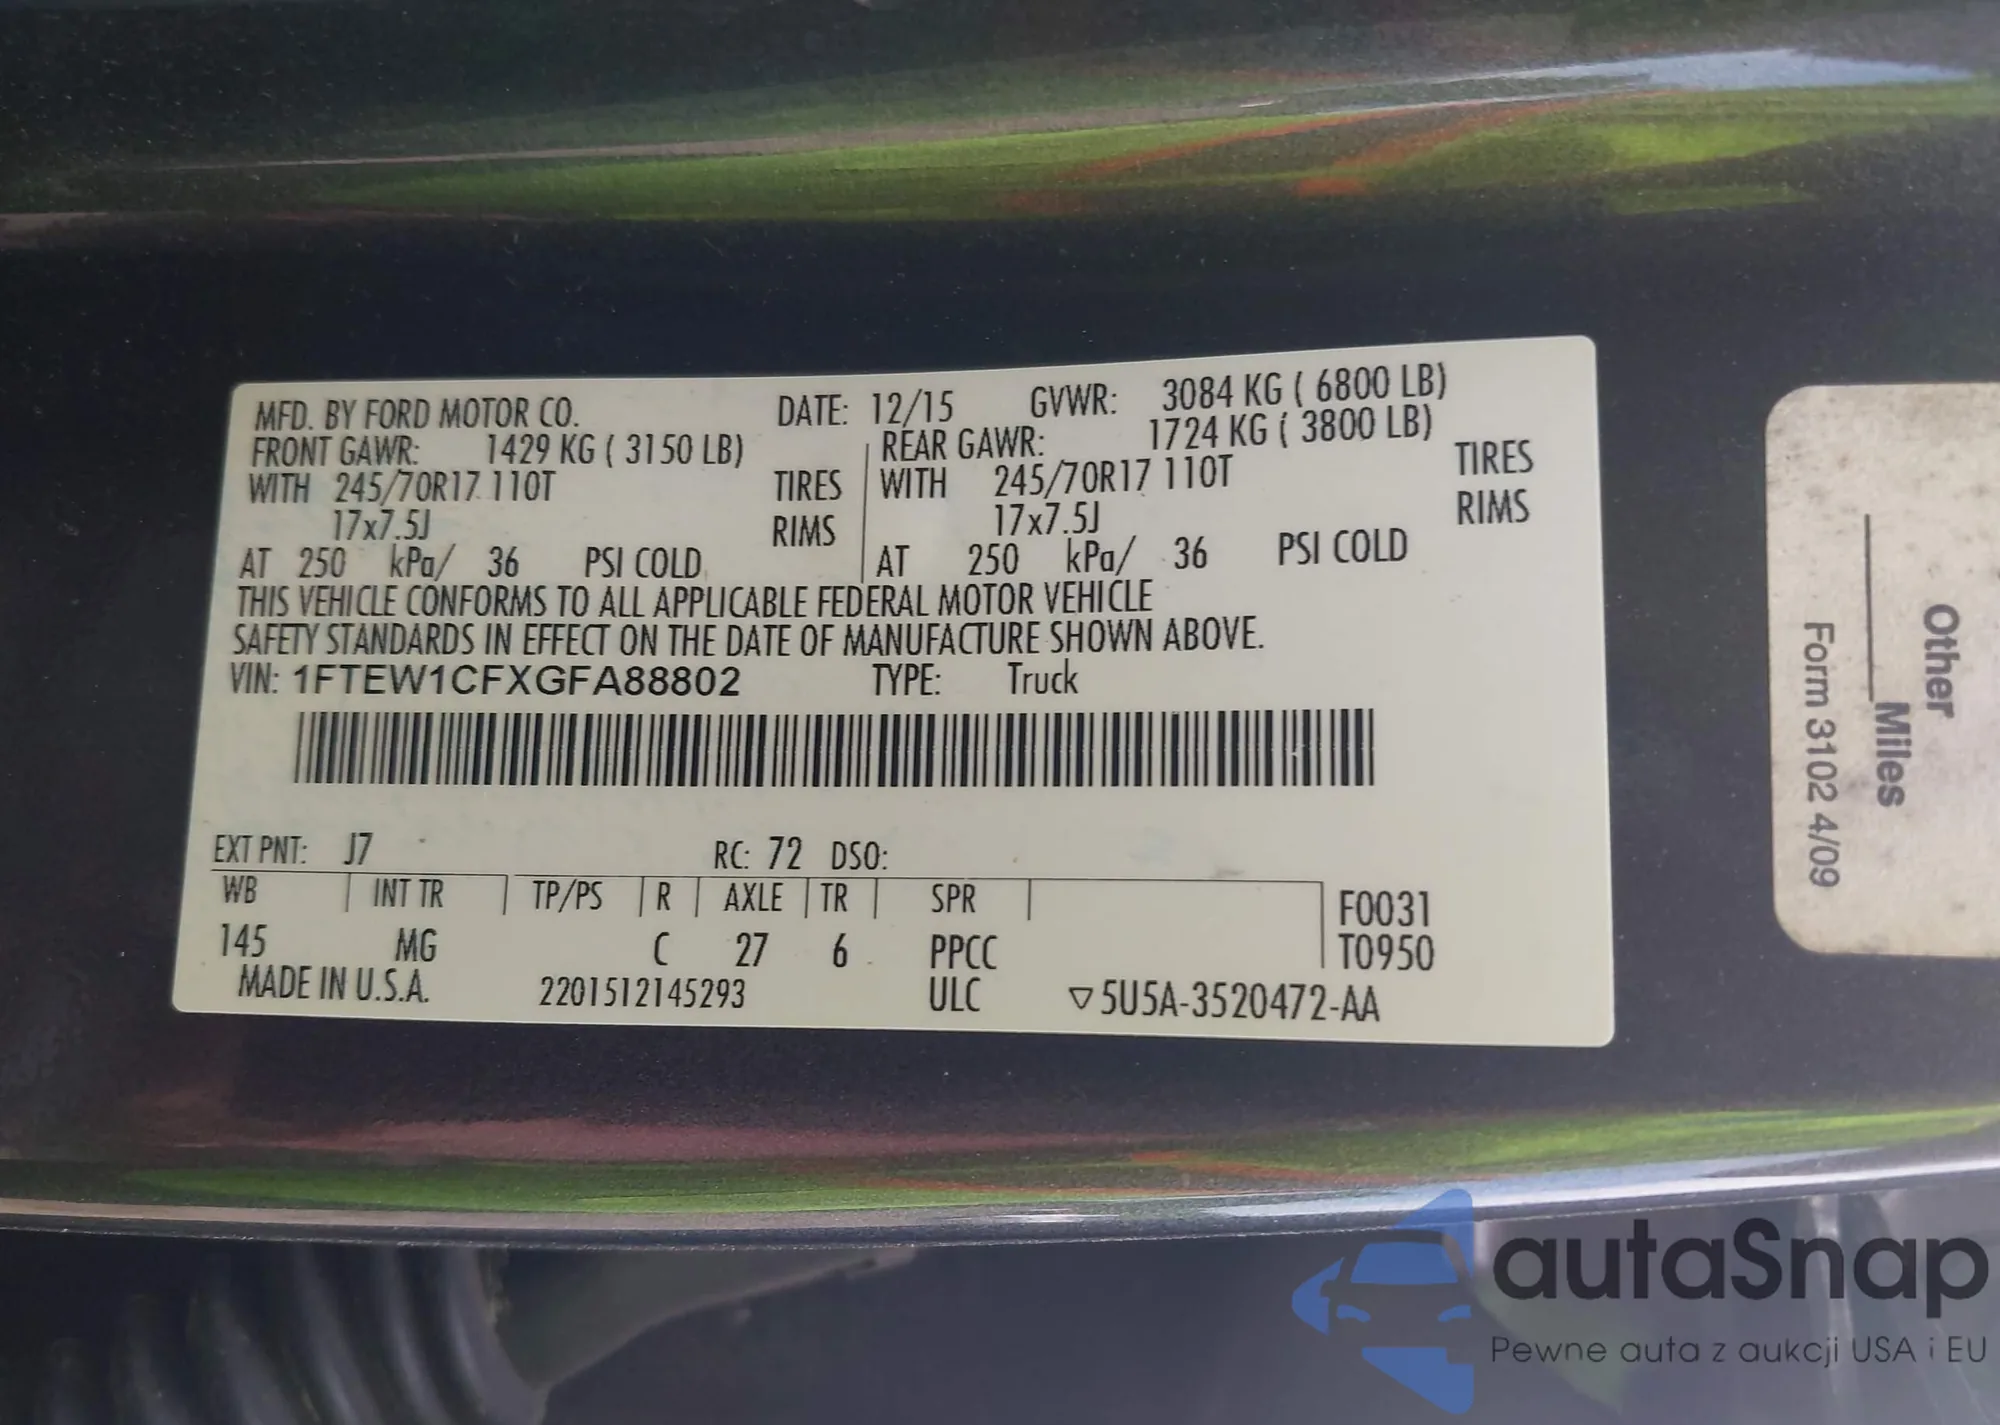 MFD. BY FORD MOTOR CO. DATE: 12/15 GVWR: 3084 KG ( 6800 LB)
FRONT GAWR: 1429 KG ( 3150 LB) REAR GAWR: 1724 KG ( 3800 LB)
WITH 245/70R17 110T TIRES WITH 245/70R17 110T TIRES
17x7.5J RIMS 17x7.5J RIMS
AT 250 kPa/ 36 PSI COLD AT 250 kPa/ 36 PSI COLD
THIS VEHICLE CONFORMS TO ALL APPLICABLE FEDERAL MOTOR VEHICLE
SAFETY STANDARDS IN EFFECT ON THE DATE OF MANUFACTURE SHOWN ABOVE.
VIN: 1FTEW1CFXGFA88802 TYPE: Truck
EXT PNT: J7 RC: 72 DSO:
WB INT TR TP/PS R AXLE TR SPR F0031
145 MG C 27 6 PPCC T0950
MADE IN U.S.A. 2201512145293 ULC ▽5U5A-3520472-AA
Other
____Miles
Form 3102 4/09
autaSnap
Pewne auta z aukcji USA i EU